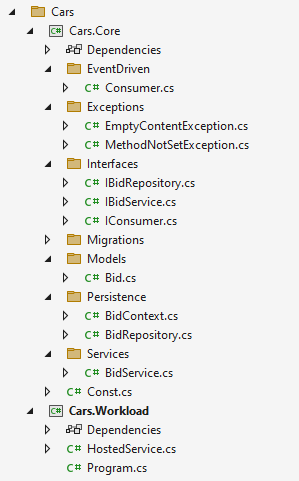 Cars
C# Cars.Core
Dependencies
EventDriven
C# Consumer.cs
Exceptions
C# EmptyContentException.cs
C# MethodNotSetException.cs
Interfaces
C# IBidRepository.cs
C# IBidService.cs
C# IConsumer.cs
Migrations
Models
C# Bid.cs
Persistence
C# BidContext.cs
C# BidRepository.cs
Services
C# BidService.cs
C# Const.cs
C# Cars.Workload
Dependencies
C# HostedService.cs
C# Program.cs